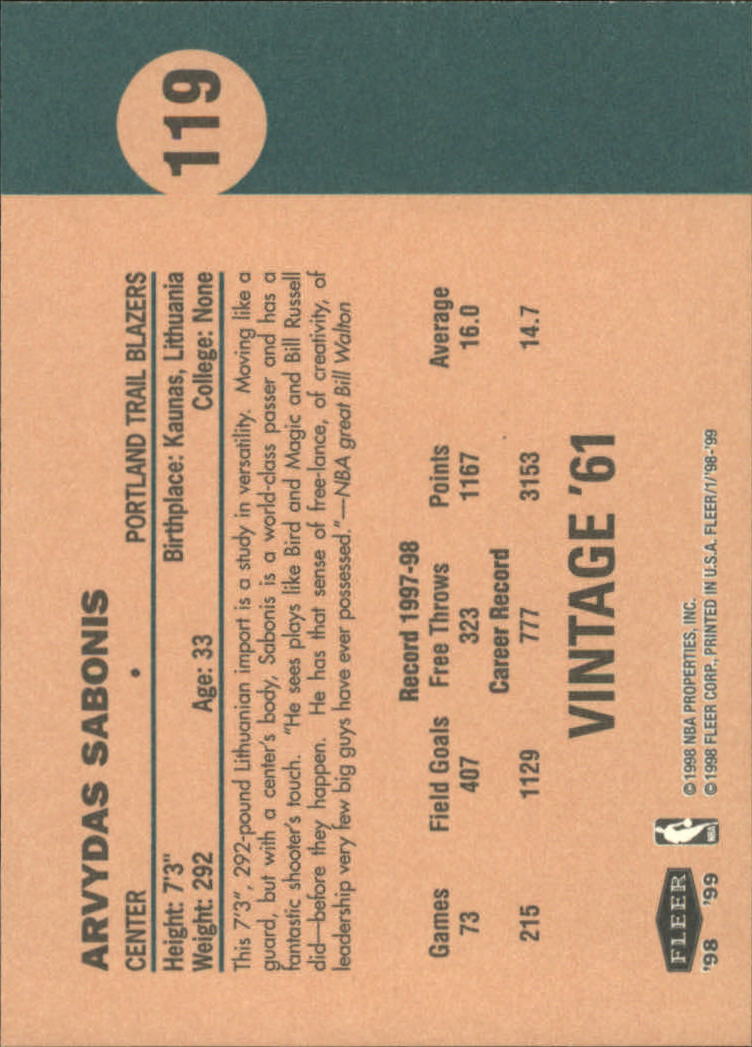 119
ARVYDAS SABONIS
CENTER • PORTLAND TRAIL BLAZERS
Height: 7'3" Birthplace: Kaunas, Lithuania
Weight: 292 Age: 33 College: None
This 7'3", 292-pound Lithuanian import is a study in versatility. Moving like a
guard, but with a center's body, Sabonis is a world-class passer and has a
fantastic shooter's touch. "He sees plays like Bird and Magic and Bill Russell
did—before they happen. He has that sense of free-lance, of creativity, of
leadership very few big guys have ever possessed."—NBA great Bill Walton
Record 1997-98
Games Field Goals Free Throws Points Average
73 407 323 1167 16.0
Career Record
215 1129 777 3153 14.7
VINTAGE '61
FLEER
'98 '99
NBA
©1998 NBA PROPERTIES, INC.
©1998 FLEER CORP., PRINTED IN U.S.A. FLEER/1/'98-'99